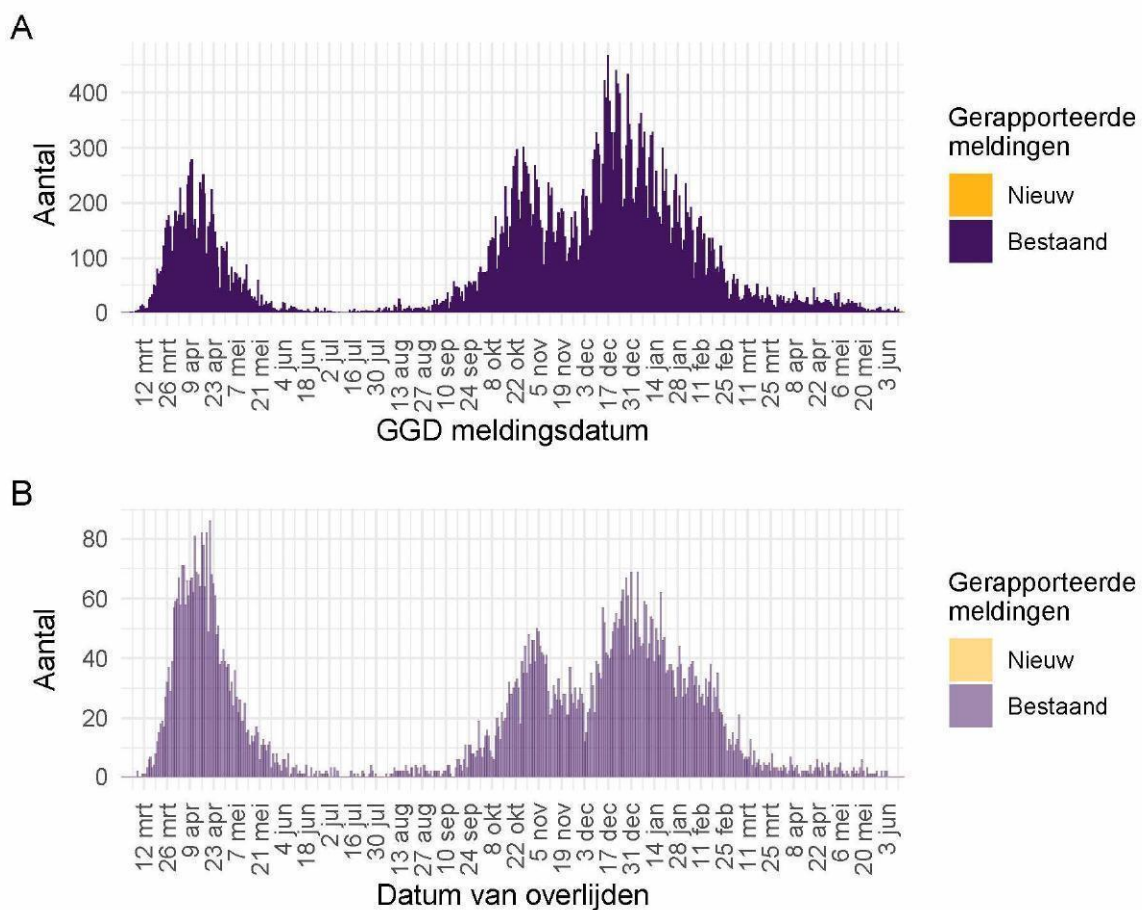 A
Aantal
400
300
200
100
0
12 mrt
26 mrt
9 apr
23 apr
7 mei
21 mei
4 jun
18 jun
2 jul
16 jul
30 jul
13 aug
27 aug
10 sep
24 sep
8 okt
22 okt
5 nov
19 nov
3 dec
17 dec
31 dec
14 jan
28 jan
11 feb
25 feb
11 mrt
25 mrt
8 apr
22 apr
6 mei
20 mei
3 jun
GGD meldingsdatum
Gerapporteerde
meldingen
Nieuw
Bestaand
B
Aantal
80
60
40
20
0
12 mrt
26 mrt
9 apr
23 apr
7 mei
21 mei
4 jun
18 jun
2 jul
16 jul
30 jul
13 aug
27 aug
10 sep
24 sep
8 okt
22 okt
5 nov
19 nov
3 dec
17 dec
31 dec
14 jan
28 jan
11 feb
25 feb
11 mrt
25 mrt
8 apr
22 apr
6 mei
20 mei
3 jun
Datum van overlijden
Gerapporteerde
meldingen
Nieuw
Bestaand